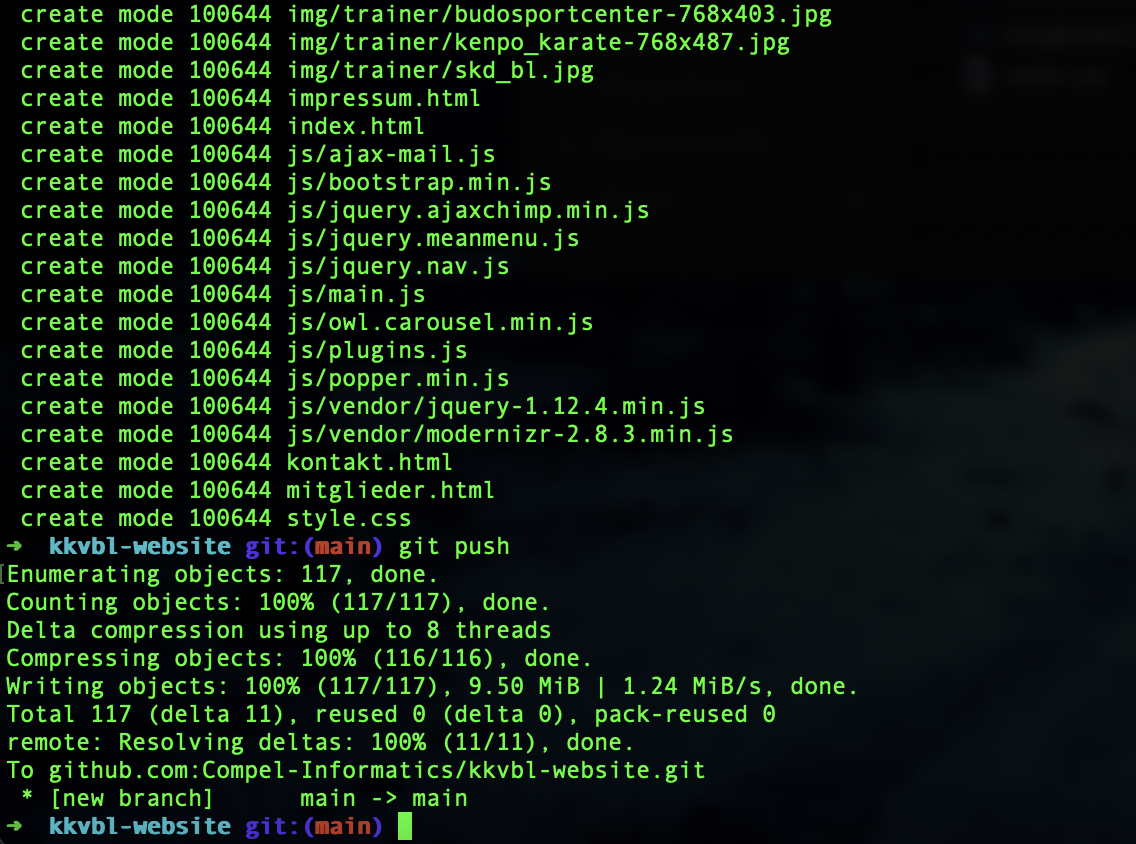 create mode 100644 img/trainer/budosportcenter-768x403.jpg
create mode 100644 img/trainer/kenpo_karate-768x487.jpg
create mode 100644 img/trainer/skd_bl.jpg
create mode 100644 impressum.html
create mode 100644 index.html
create mode 100644 js/ajax-mail.js
create mode 100644 js/bootstrap.min.js
create mode 100644 js/jquery.ajaxchimp.min.js
create mode 100644 js/jquery.meanmenu.js
create mode 100644 js/jquery.nav.js
create mode 100644 js/main.js
create mode 100644 js/owl.carousel.min.js
create mode 100644 js/plugins.js
create mode 100644 js/popper.min.js
create mode 100644 js/vendor/jquery-1.12.4.min.js
create mode 100644 js/vendor/modernizr-2.8.3.min.js
create mode 100644 kontakt.html
create mode 100644 mitglieder.html
create mode 100644 style.css
➜ kkvbl-website git:(main) git push
Enumerating objects: 117, done.
Counting objects: 100% (117/117), done.
Delta compression using up to 8 threads
Compressing objects: 100% (116/116), done.
Writing objects: 100% (117/117), 9.50 MiB | 1.24 MiB/s, done.
Total 117 (delta 11), reused 0 (delta 0), pack-reused 0
remote: Resolving deltas: 100% (11/11), done.
To github.com:Compel-Informatics/kkvbl-website.git
* [new branch] main -> main
➜ kkvbl-website git:(main)